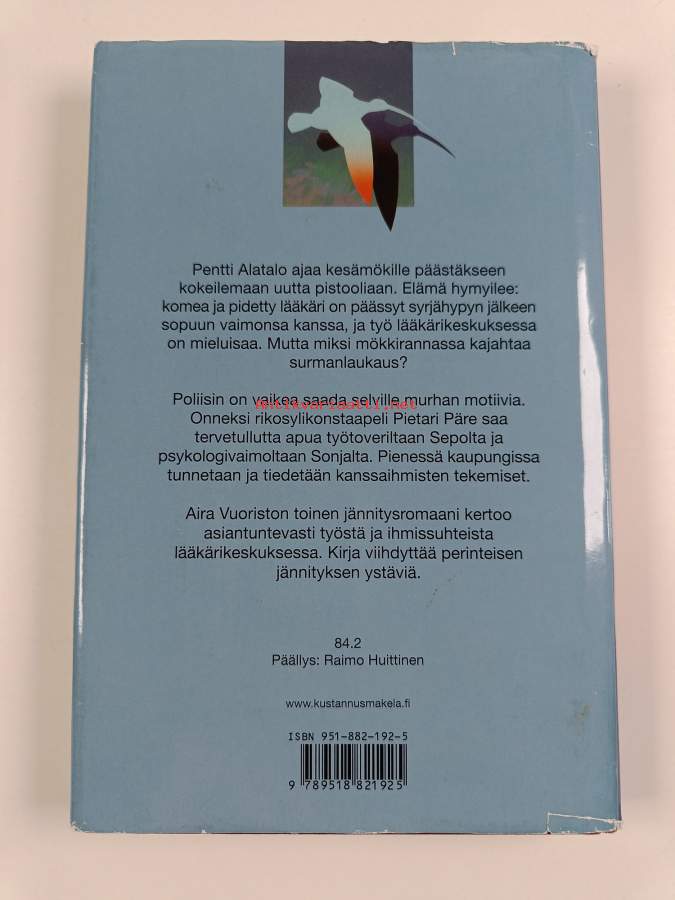 Pentti Alatalo ajaa kesämökille päästäkseen
kokeilemaan uutta pistooliaan. Elämä hymyilee:
komea ja pidetty lääkäri on päässyt syrjähypyn jälkeen
sopuun vaimonsa kanssa, ja työ lääkärikeskuksessa
on mieluisaa. Mutta miksi mökkirannassa kajahtaa
surmanlaukaus?
Poliisin on vaikea saada selville murhan motiivia.
Antikvariaatti.net
Onneksi rikosylikonstaapeli Pietari Päre saa
tervetullutta apua työtoveriltaan Sepolta ja
psykologivaimoltaan Sonjalta. Pienessä kaupungissa
tunnetaan ja tiedetään kanssaihmisten tekemiset.
Aira Vuoriston toinen jännitysromaani kertoo
asiantuntevasti työstä ja ihmissuhteista
lääkärikeskuksessa. Kirja viihdyttää perinteisen
jännityksen ystäviä.
84.2
Päällys: Raimo Huittinen
www.kustannusmakela.fi
ISBN 951-882-192-5
9 789518 821925